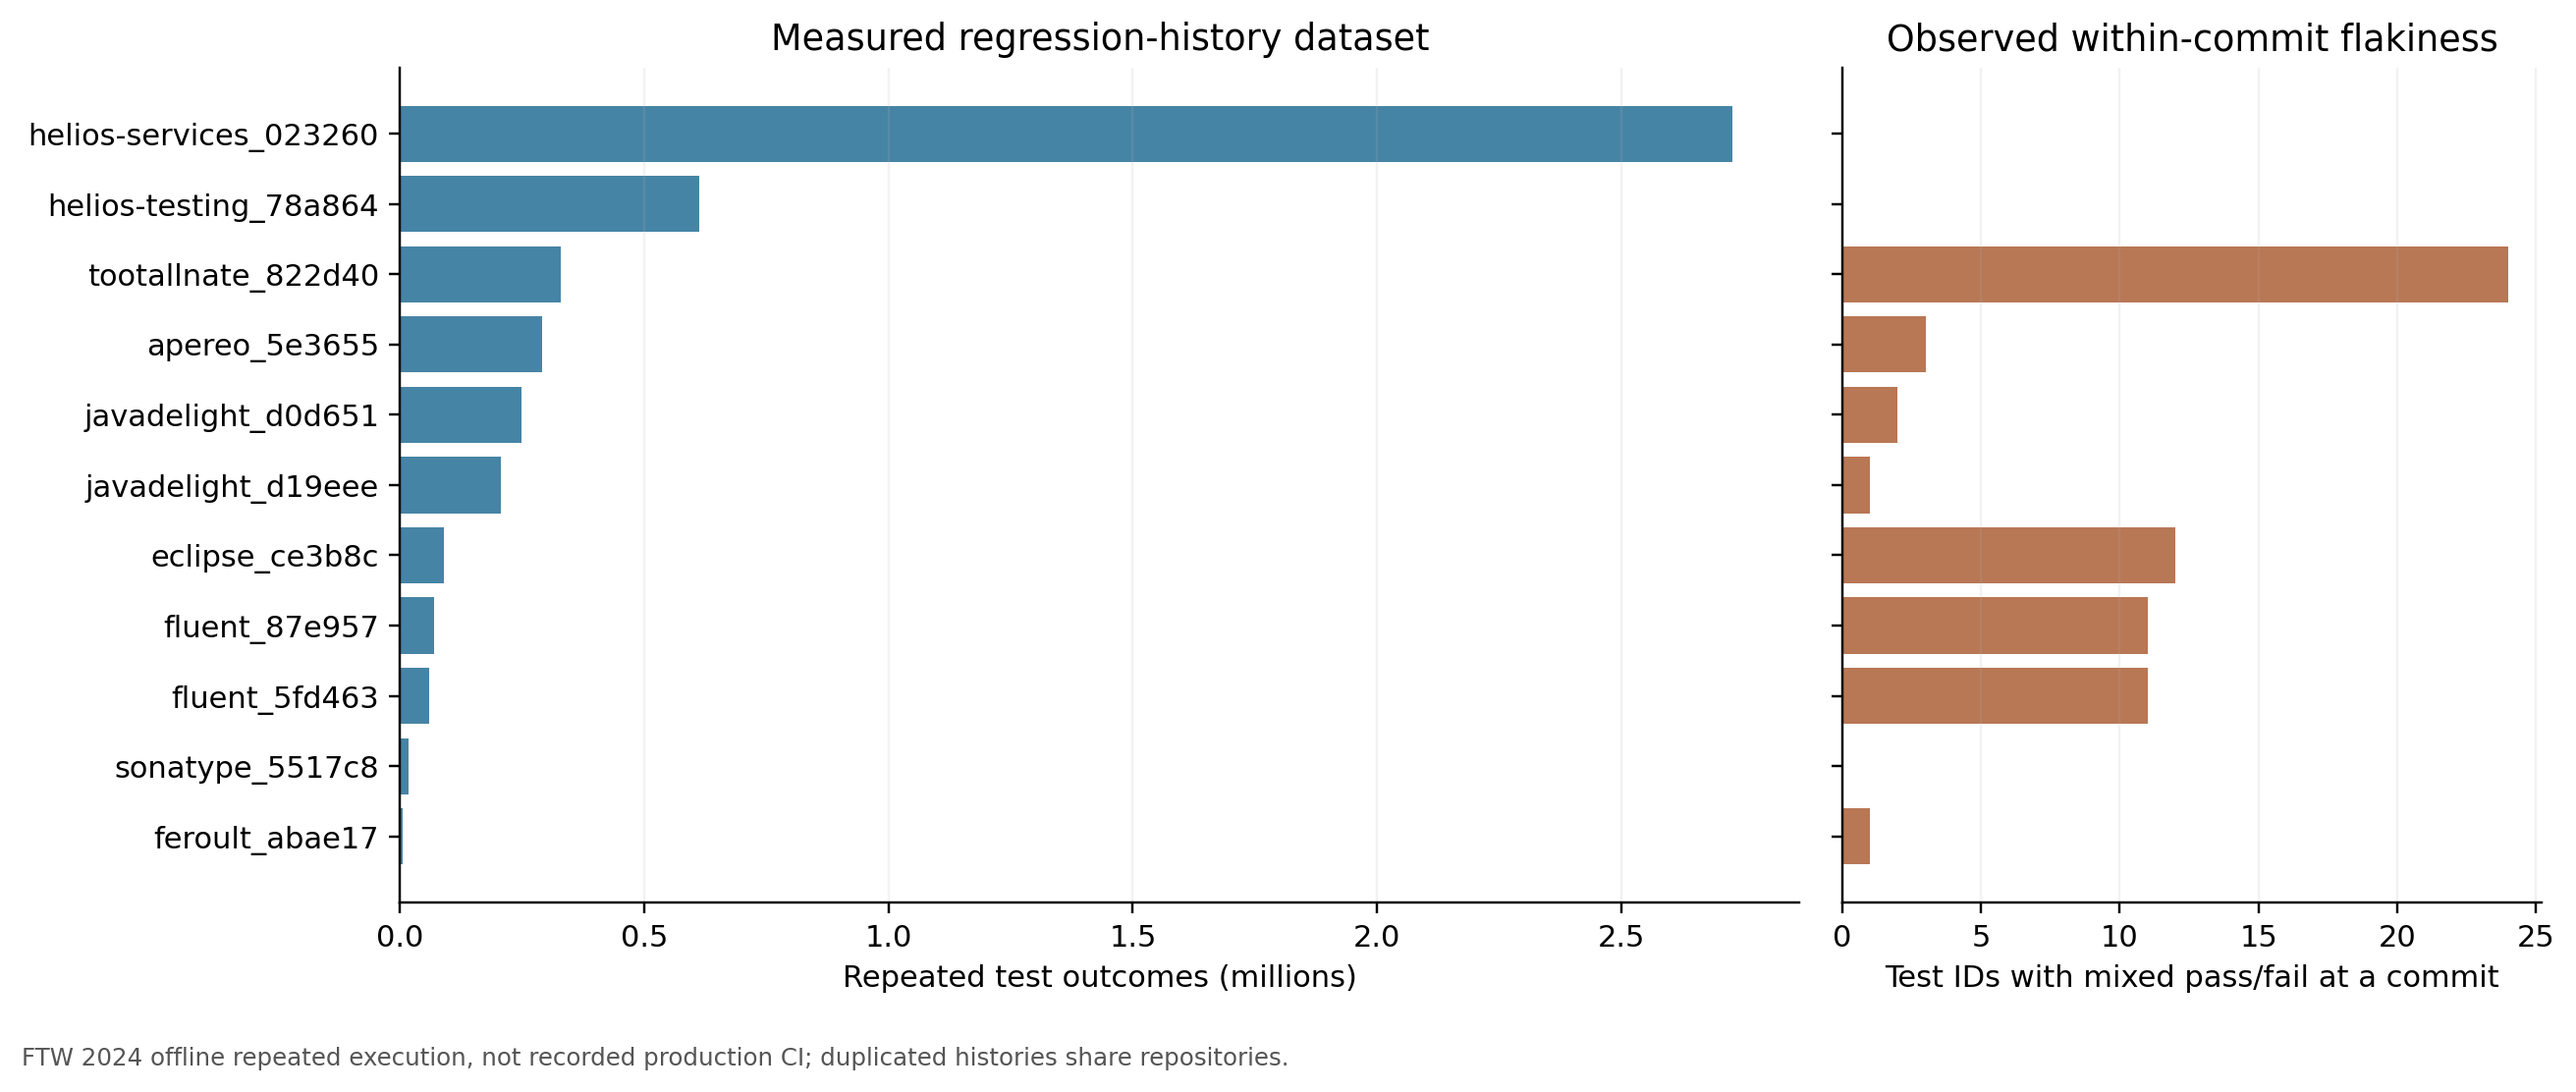 Measured regression-history dataset
helios-services_023260
helios-testing_78a864
tootallnate_822d40
apereo_5e3655
javadelight_d0d651
javadelight_d19eee
eclipse_ce3b8c
fluent_87e957
fluent_5fd463
sonatype_5517c8
feroult_abae17
0.0 0.5 1.0 1.5 2.0 2.5
Repeated test outcomes (millions)
Observed within-commit flakiness
0 5 10 15 20 25
Test IDs with mixed pass/fail at a commit
FTW 2024 offline repeated execution, not recorded production CI; duplicated histories share repositories.